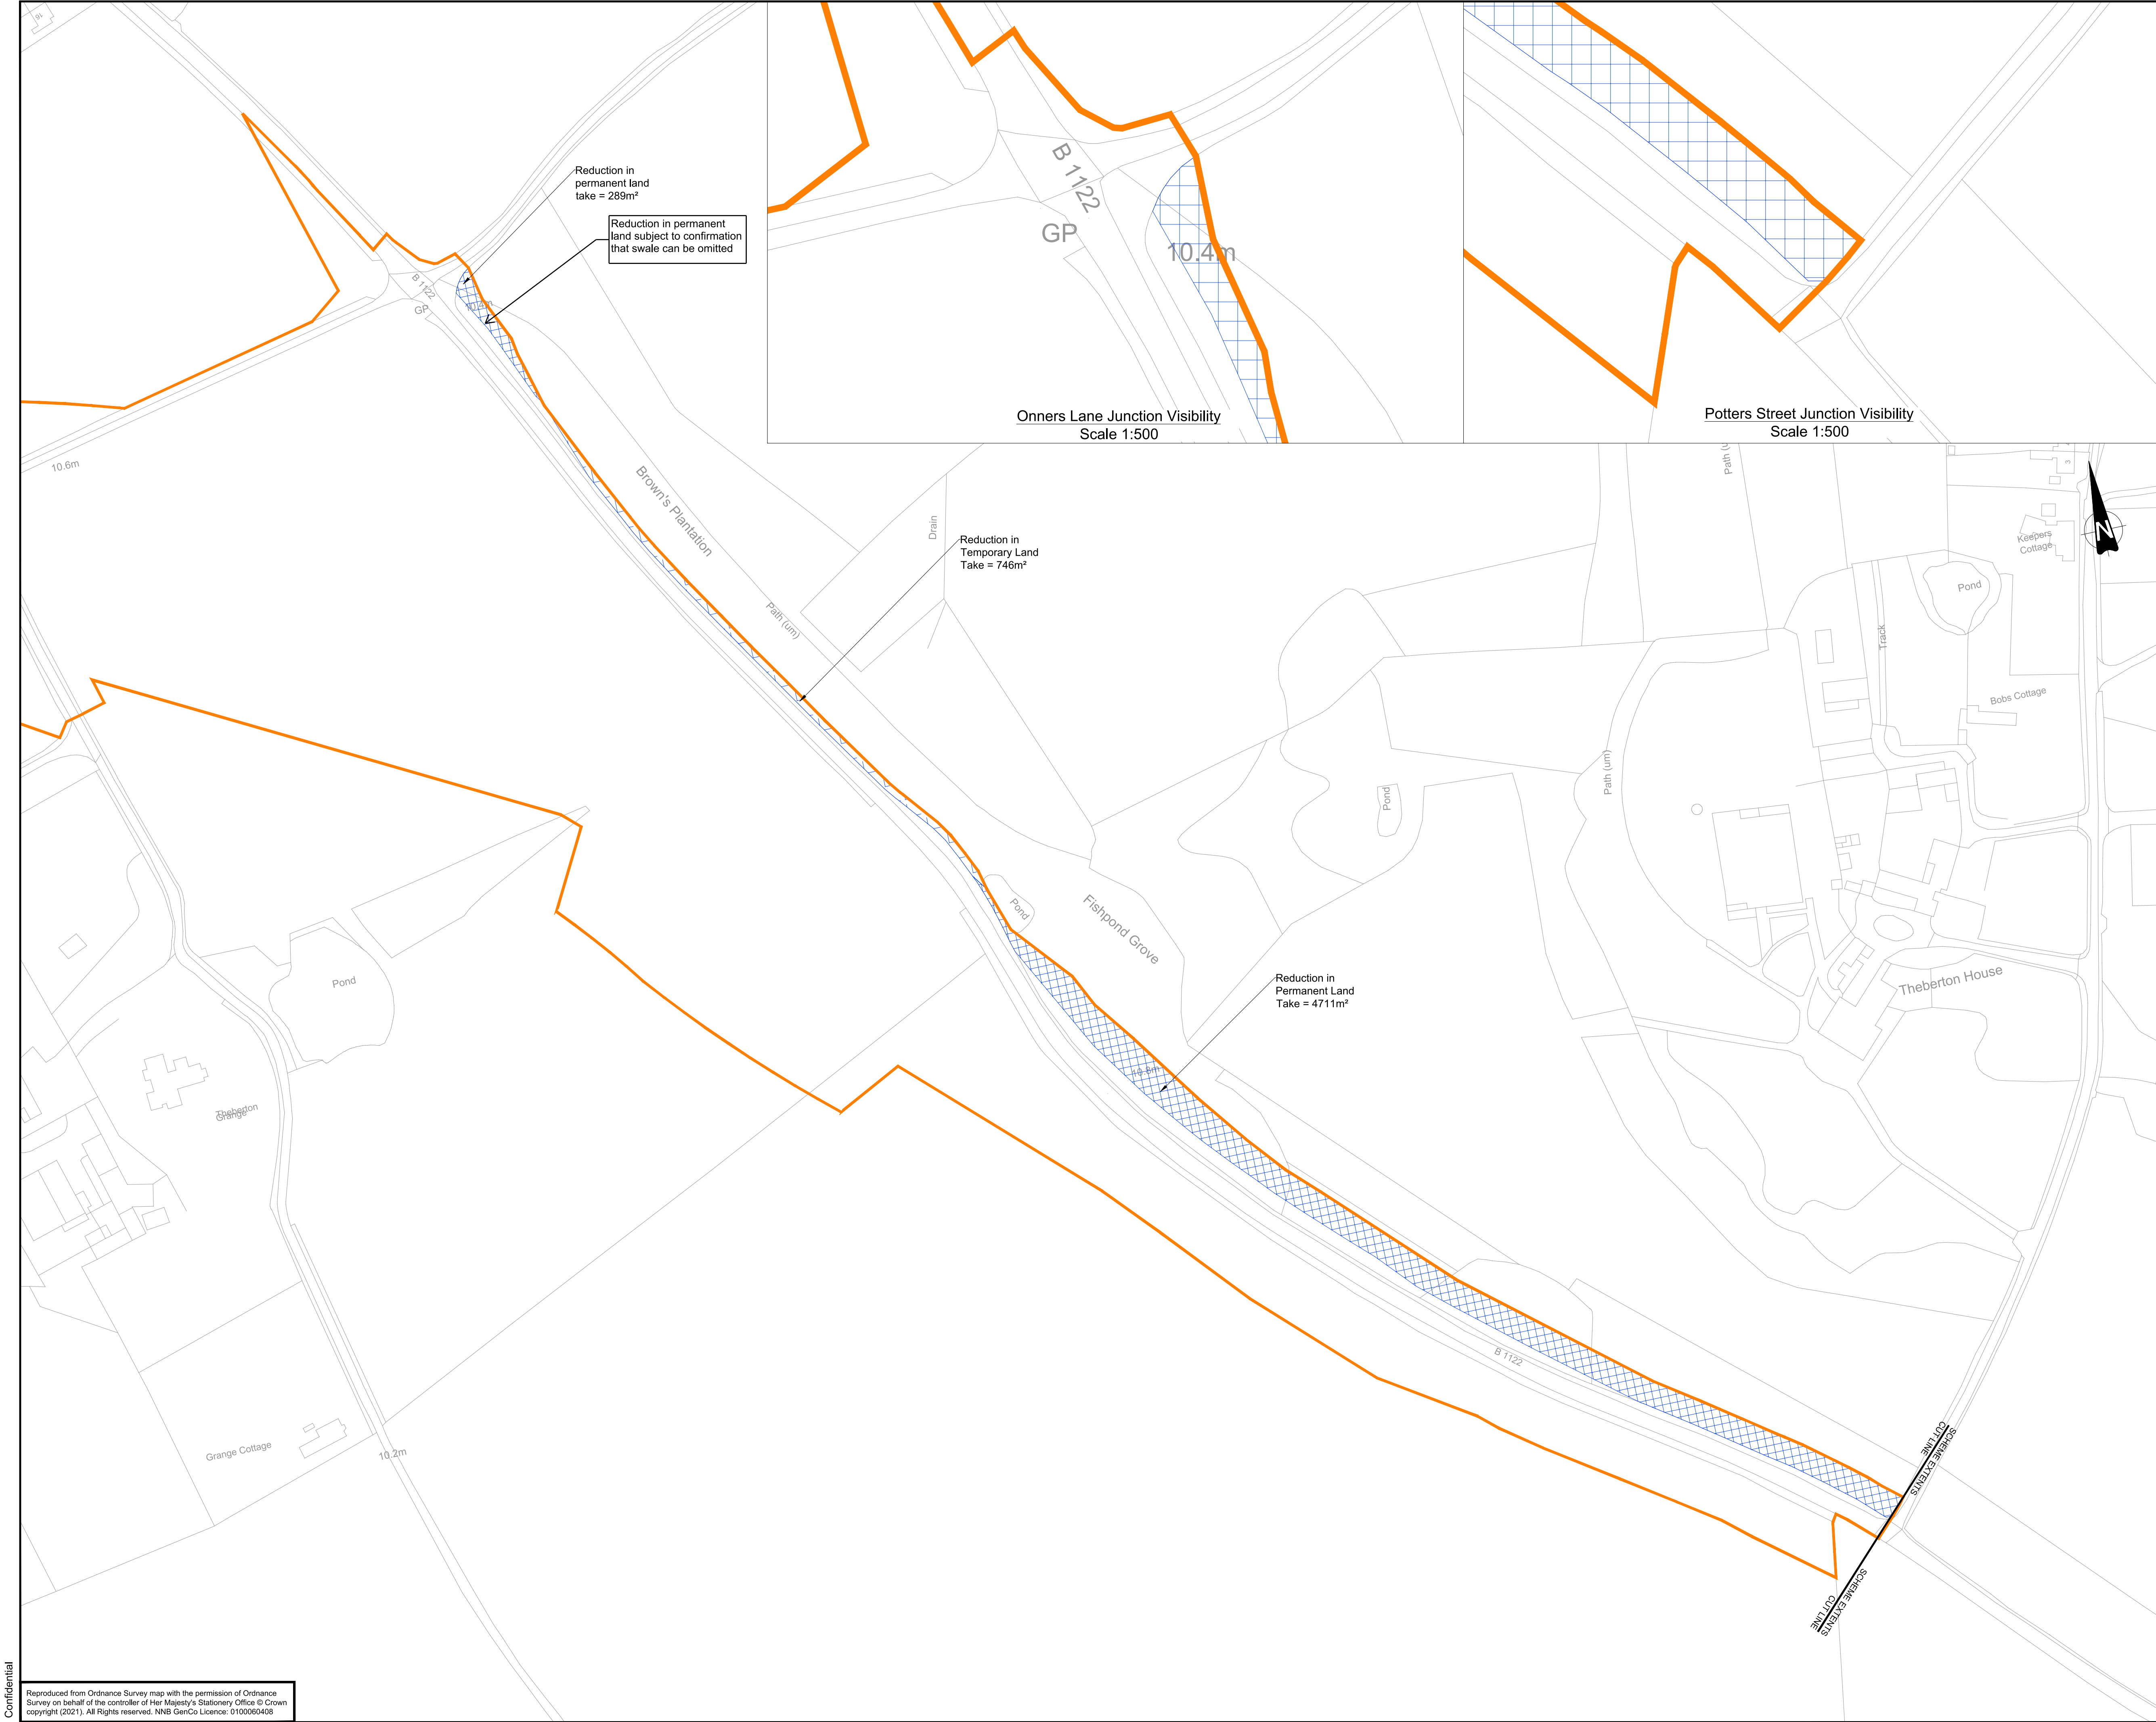 16
Reduction in
permanent land
take = 289m²
Reduction in permanent
land subject to confirmation
that swale can be omitted
B 1122
GP
10.4m
B 1122
GP
10.4m
Onners Lane Junction Visibility
Scale 1:500
Potters Street Junction Visibility
Scale 1:500
10.6m
Brown's Plantation
Path (um)
Drain
Reduction in
Temporary Land
Take = 746m²
3
N
Keepers
Cottage
Pond
Track
Bobs Cottage
Path (um)
Pond
Pond
Fishpond Grove
Theberton House
Pond
Reduction in
Permanent Land
Take = 4711m²
10.8m
Theberton
Grange
B 1122
Grange Cottage
10.2m
CUT LINE
SCHEME EXTENTS
SCHEME EXTENTS
CUT LINE
Confidential
Reproduced from Ordnance Survey map with the permission of Ordnance
Survey on behalf of the controller of Her Majesty's Stationery Office © Crown
copyright (2021). All Rights reserved. NNB GenCo Licence: 0100060408